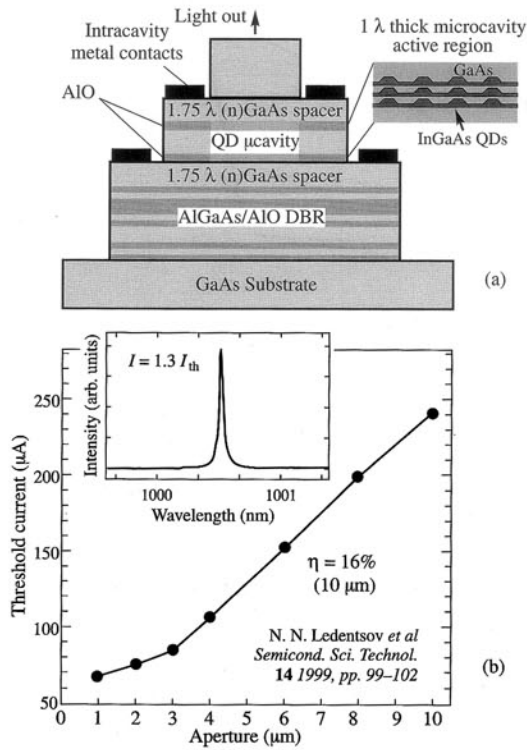 Light out
Intracavity
metal contacts
1 λ thick microcavity
active region
AlO
GaAs
InGaAs QDs
1.75 λ (n)GaAs spacer
QD μcavity
1.75 λ (n)GaAs spacer
AlGaAs/AlO DBR
GaAs Substrate
(a)
I = 1.3 Ith
Intensity (arb. units)
1000
1001
Wavelength (nm)
Threshold current (μA)
250
200
150
100
50
η = 16%
(10 μm)
N. N. Ledentsov et al
Semicond. Sci. Technol.
14 1999, pp. 99–102
(b)
0 1 2 3 4 5 6 7 8 9 10
Aperture (μm)